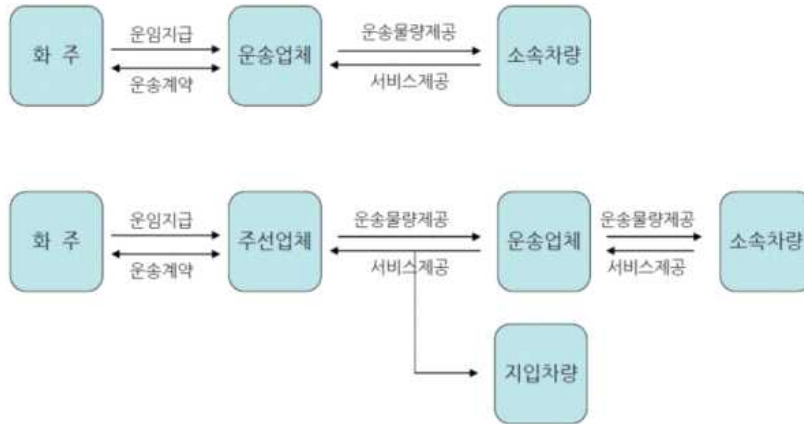 운임지급
운송물량제공
화 주
운송업체
소속차량
운송계약
서비스제공
운임지급
운송물량제공
운송물량제공
화 주
주선업체
운송업체
소속차량
운송계약
서비스제공
서비스제공
지입차량